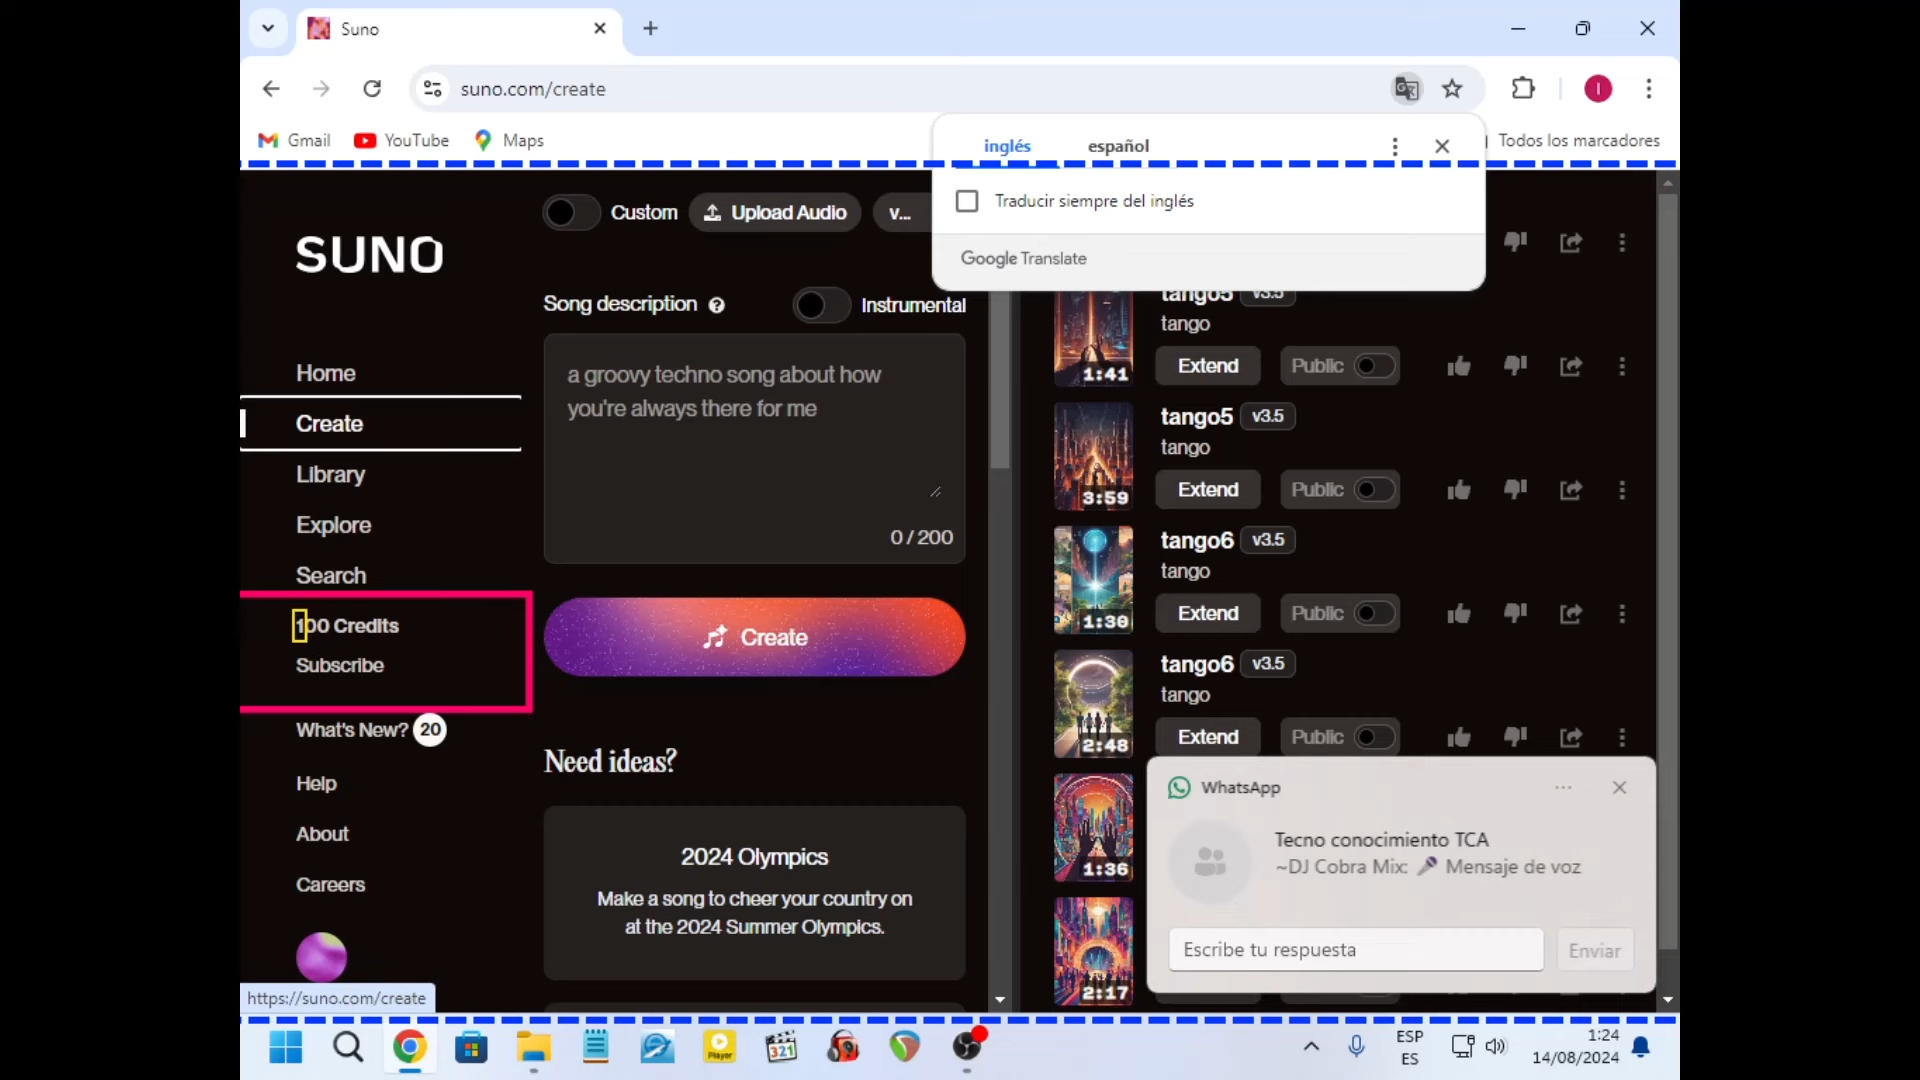 Suno
suno.com/create
Gmail
YouTube
Maps
Todos los marcadores
inglés
español
Traducir siempre del inglés
Google Translate
SUNO
Home
Create
Library
Explore
Search
100 Credits
Subscribe
What's New? 20
Help
About
Careers
https://suno.com/create
Custom
Upload Audio
v...
Song description
Instrumental
a groovy techno song about how
you're always there for me
0 / 200
Create
Need ideas?
2024 Olympics
Make a song to cheer your country on
at the 2024 Summer Olympics.
tango5 v3.5
tango
1:41
Extend
Public
tango5 v3.5
tango
3:59
Extend
Public
tango6 v3.5
tango
1:30
Extend
Public
tango6 v3.5
tango
2:48
Extend
Public
1:36
2:17
WhatsApp
Tecno conocimiento TCA
~DJ Cobra Mix: 🎤 Mensaje de voz
Escribe tu respuesta
Enviar
Player
321
ESP
ES
1:24
14/08/2024